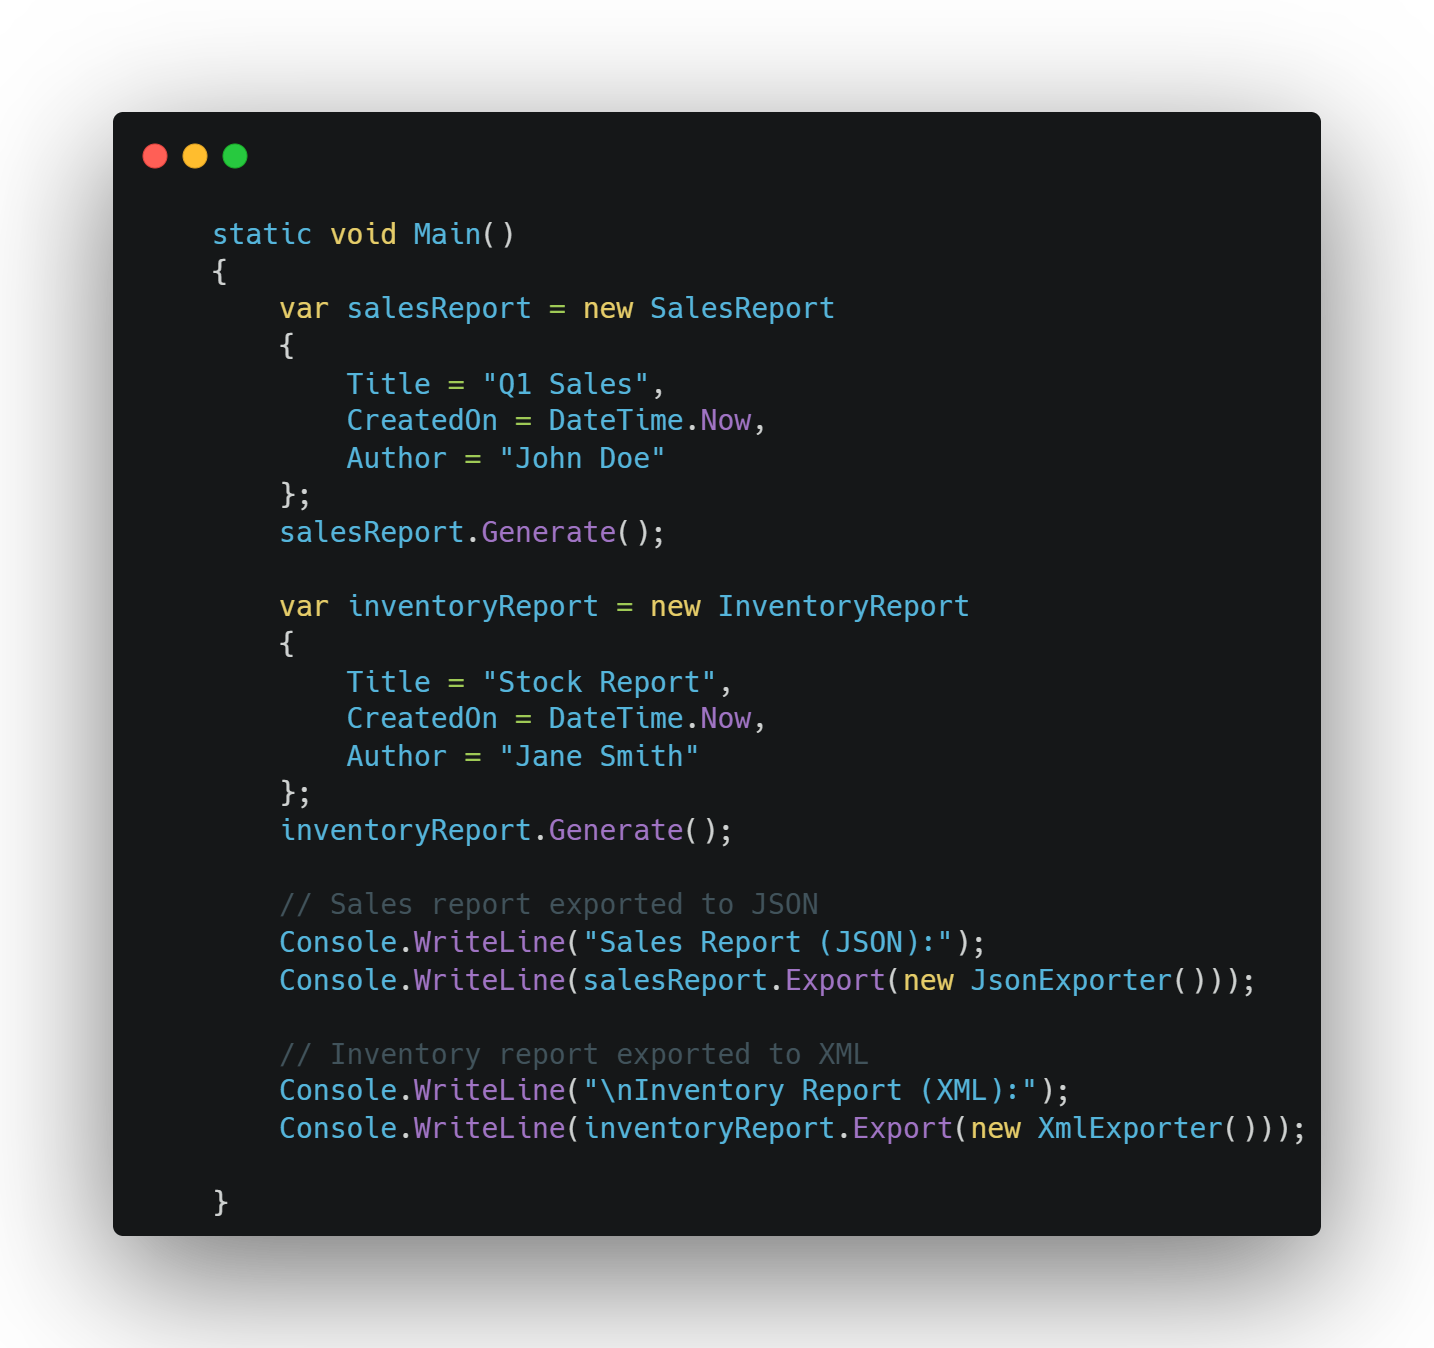 static void Main()
{
    var salesReport = new SalesReport
    {
        Title = "Q1 Sales",
        CreatedOn = DateTime.Now,
        Author = "John Doe"
    };
    salesReport.Generate();

    var inventoryReport = new InventoryReport
    {
        Title = "Stock Report",
        CreatedOn = DateTime.Now,
        Author = "Jane Smith"
    };
    inventoryReport.Generate();

    // Sales report exported to JSON
    Console.WriteLine("Sales Report (JSON):");
    Console.WriteLine(salesReport.Export(new JsonExporter()));

    // Inventory report exported to XML
    Console.WriteLine("\nInventory Report (XML):");
    Console.WriteLine(inventoryReport.Export(new XmlExporter()));

}